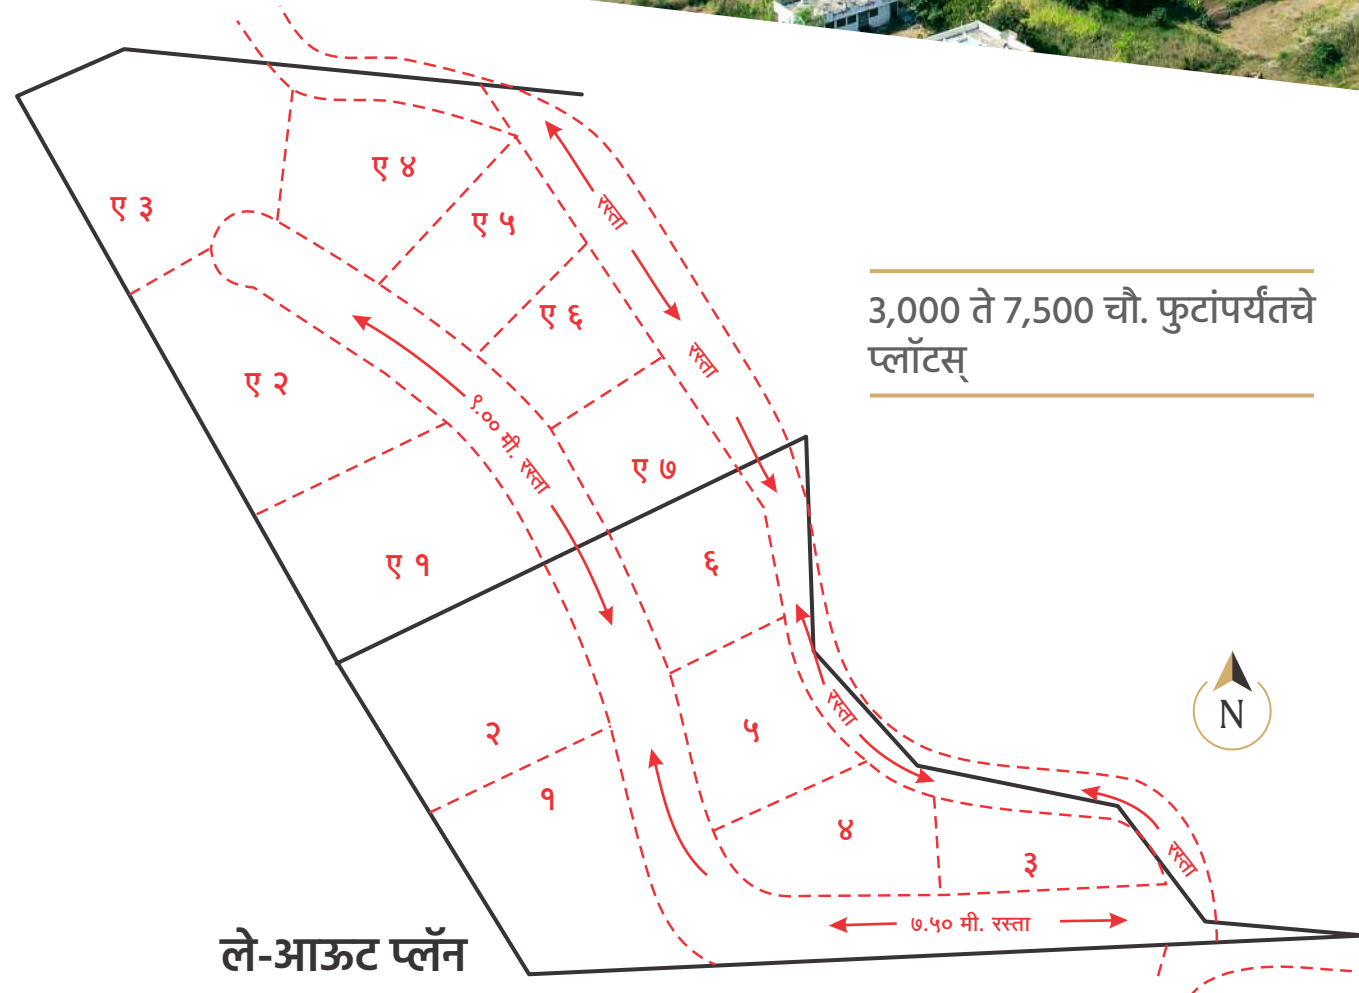 ए ४
ए ३
ए ५
रस्ता
ए ६
3,000 ते 7,500 चौ. फुटांपर्यंतचे
प्लॉटस्
रस्ता
ए २
९.०० मी. रस्ता
ए ७
ए १
६
रस्ता
N
२
५
१
४
३
रस्ता
७.५० मी. रस्ता
ले-आऊट प्लॅन